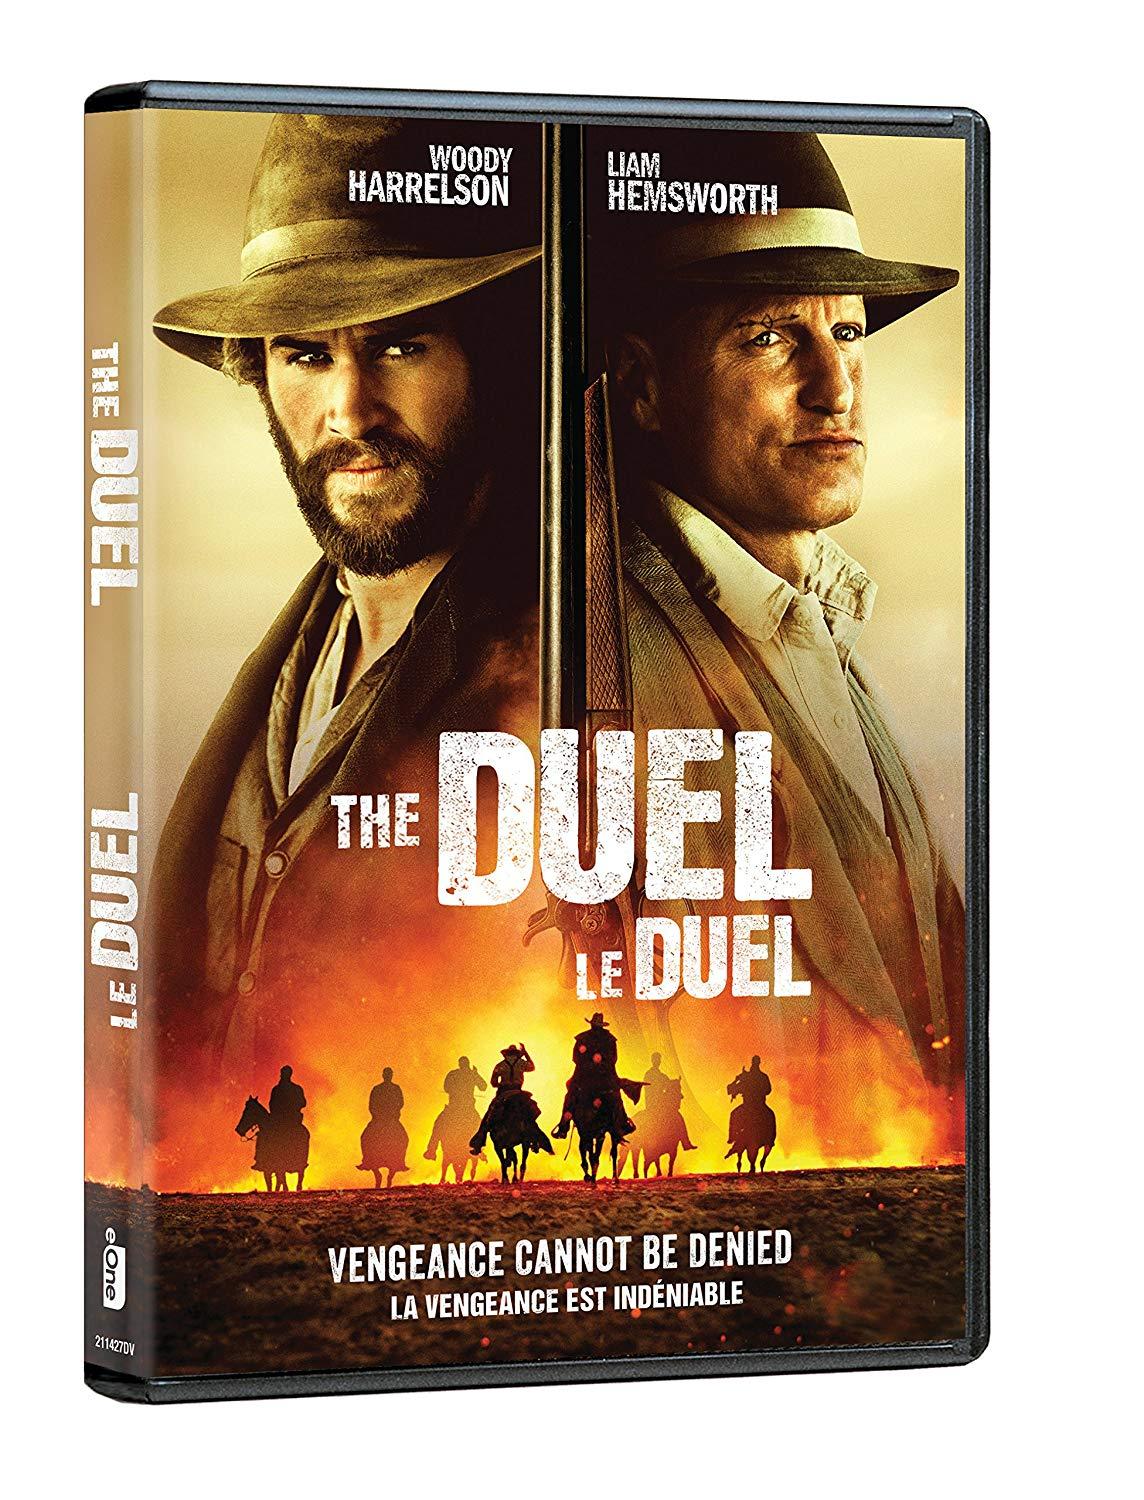 WOODY
HARRELSON
LIAM
HEMSWORTH
THE DUEL
LE DUEL
VENGEANCE CANNOT BE DENIED
LA VENGEANCE EST INDÉNIABLE
THE DUEL
LE DUEL
eOne
211427DV